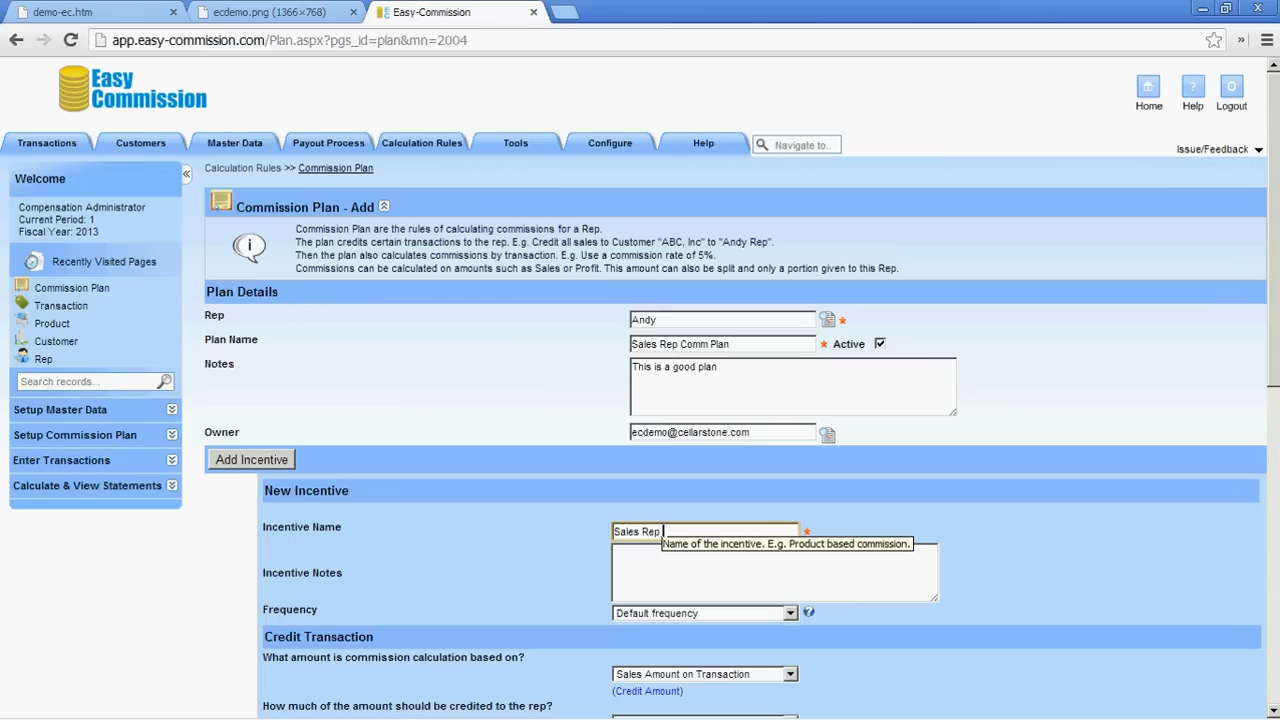 demo-ec.htm
ecdemo.png (1366×768)
Easy-Commission
app.easy-commission.com/Plan.aspx?pgs_id=plan&mn=2004
Easy
Commission
Home
Help
Logout
Transactions
Customers
Master Data
Payout Process
Calculation Rules
Tools
Configure
Help
Navigate to..
Issue/Feedback
Welcome
Compensation Administrator
Current Period: 1
Fiscal Year: 2013
Recently Visited Pages
Commission Plan
Transaction
Product
Customer
Rep
Search records...
Setup Master Data
Setup Commission Plan
Enter Transactions
Calculate & View Statements
Calculation Rules >> Commission Plan
Commission Plan - Add
Commission Plan are the rules of calculating commissions for a Rep.
The plan credits certain transactions to the rep. E.g. Credit all sales to Customer "ABC, Inc" to "Andy Rep".
Then the plan also calculates commissions by transaction. E.g. Use a commission rate of 5%.
Commissions can be calculated on amounts such as Sales or Profit. This amount can also be split and only a portion given to this Rep.
Plan Details
Rep
Andy
Plan Name
Sales Rep Comm Plan
Active
Notes
This is a good plan
Owner
ecdemo@cellarstone.com
Add Incentive
New Incentive
Incentive Name
Sales Rep
Name of the incentive. E.g. Product based commission.
Incentive Notes
Frequency
Default frequency
Credit Transaction
What amount is commission calculation based on?
Sales Amount on Transaction
(Credit Amount)
How much of the amount should be credited to the rep?